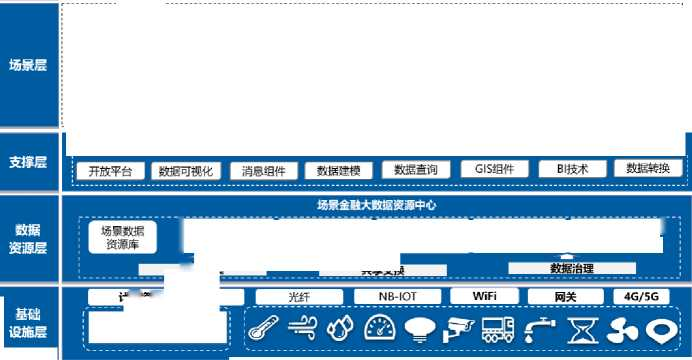 场景层
支撑层
开放平台
数据可视化
消息组件
数据建模
数据查询
GIS组件
BI技术
数据转换
数据
资源层
场景金融大数据资源中心
场景数据
资源库
数据治理
基础
设施层
光纤
NB-IOT
WiFi
网关
4G/5G